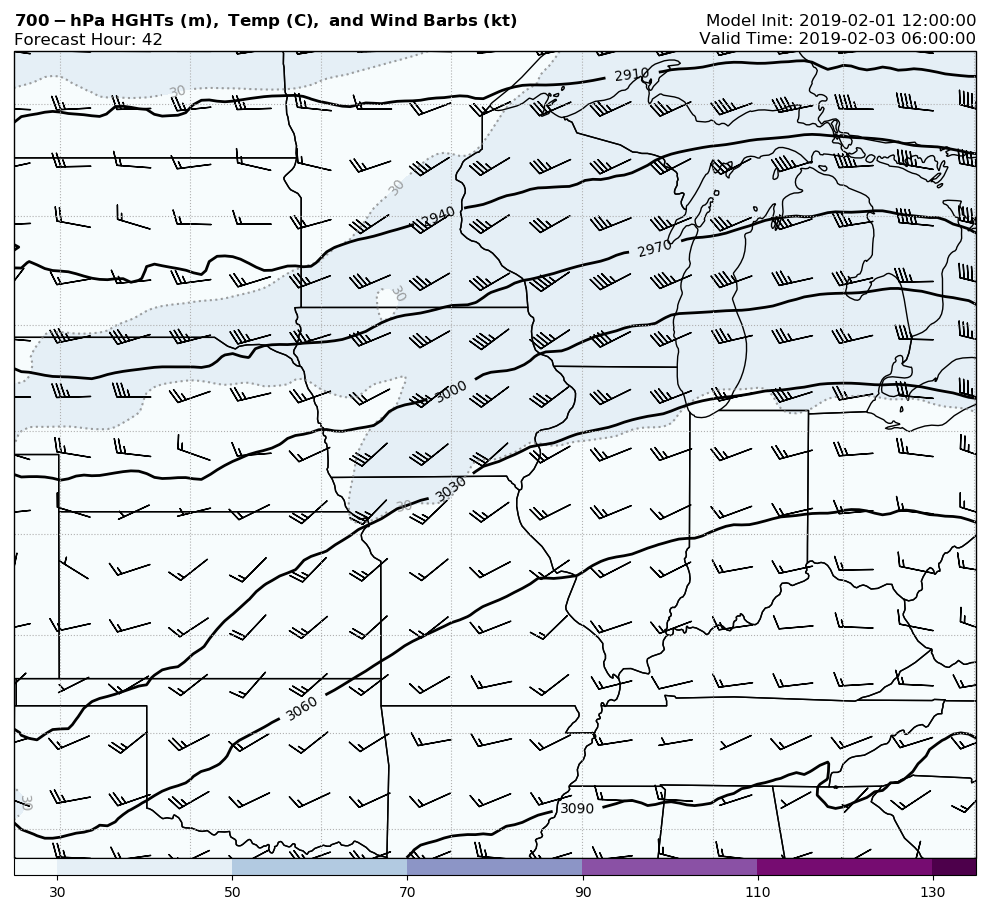 700-hPa HGHTs (m), Temp (C), and Wind Barbs (kt)
Model Init: 2019-02-01 12:00:00
Forecast Hour: 42
Valid Time: 2019-02-03 06:00:00
2910
30
30
2940
2970
30
3000
3030
30
3060
30
3090
30 50 70 90 110 130